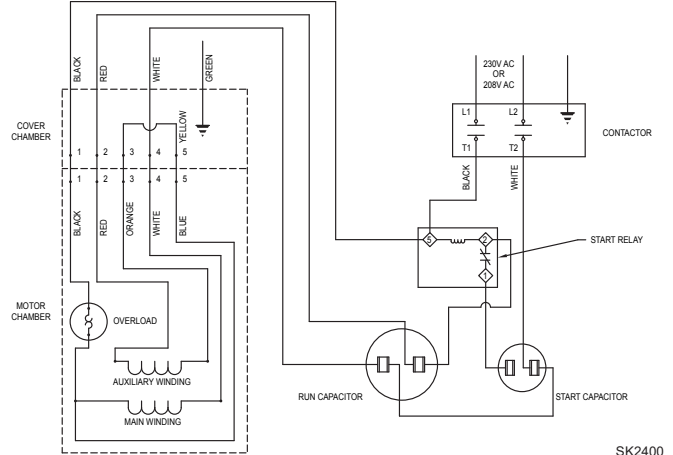 BLACK
RED
WHITE
GREEN
COVER
CHAMBER
YELLOW
1 2 3 4 5
1 2 3 4 5
BLACK
RED
ORANGE
WHITE
BLUE
MOTOR
CHAMBER
OVERLOAD
AUXILIARY WINDING
MAIN WINDING
230V AC
OR
208V AC
L1 L2
CONTACTOR
T1 T2
BLACK
WHITE
5 2
START RELAY
1
RUN CAPACITOR
START CAPACITOR
SK2400